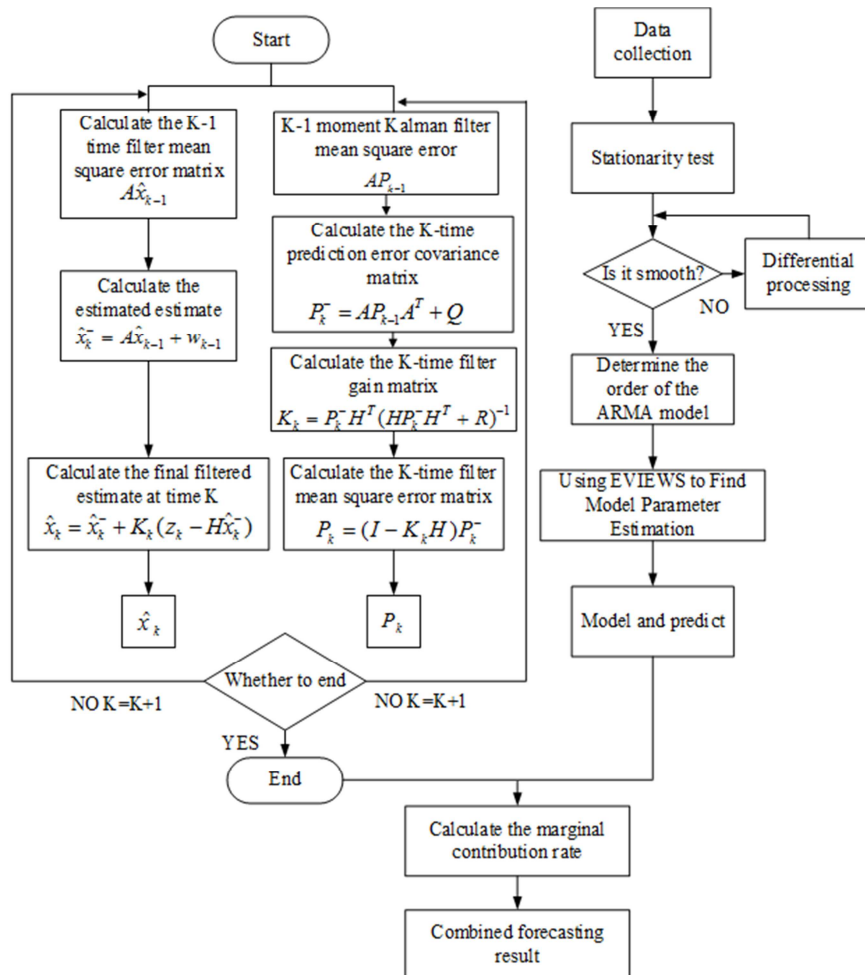 Start
Calculate the K-1
time filter mean
square error matrix
$A\hat{x}_{k-1}$
Calculate the
estimated estimate
$\hat{x}_k^- = A\hat{x}_{k-1} + w_{k-1}$
Calculate the final filtered
estimate at time K
$\hat{x}_k = \hat{x}_k^- + K_k(z_k - H\hat{x}_k^-)$
$\hat{x}_k$
K-1 moment Kalman filter
mean square error
$AP_{k-1}$
Calculate the K-time
prediction error covariance
matrix
$P_k^- = AP_{k-1}A^T + Q$
Calculate the K-time filter
gain matrix
$K_k = P_k^- H^T (HP_k^- H^T + R)^{-1}$
Calculate the K-time filter
mean square error matrix
$P_k = (I - K_k H)P_k^-$
$P_k$
Whether to end
NO K=K+1
NO K=K+1
YES
End
Data
collection
Stationarity test
Is it smooth?
NO
Differential
processing
YES
Determine the
order of the
ARMA model
Using EVIEWS to Find
Model Parameter
Estimation
Model and predict
Calculate the marginal
contribution rate
Combined forecasting
result